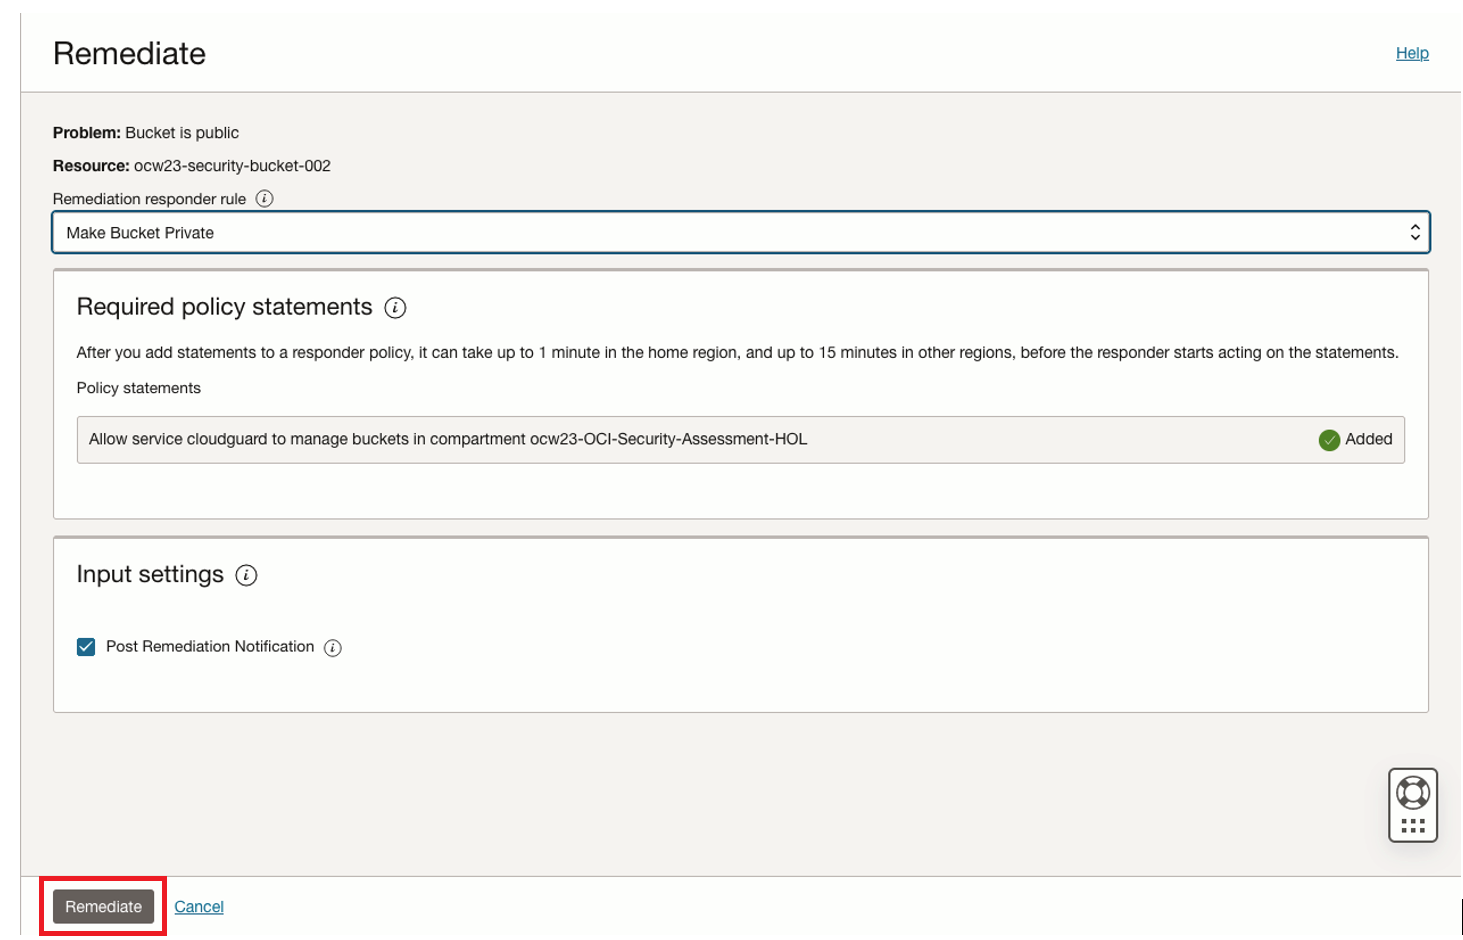 Remediate
Help
Problem: Bucket is public
Resource: ocw23-security-bucket-002
Remediation responder rule
Make Bucket Private
Required policy statements
After you add statements to a responder policy, it can take up to 1 minute in the home region, and up to 15 minutes in other regions, before the responder starts acting on the statements.
Policy statements
Allow service cloudguard to manage buckets in compartment ocw23-OCI-Security-Assessment-HOL
Added
Input settings
Post Remediation Notification
Remediate
Cancel